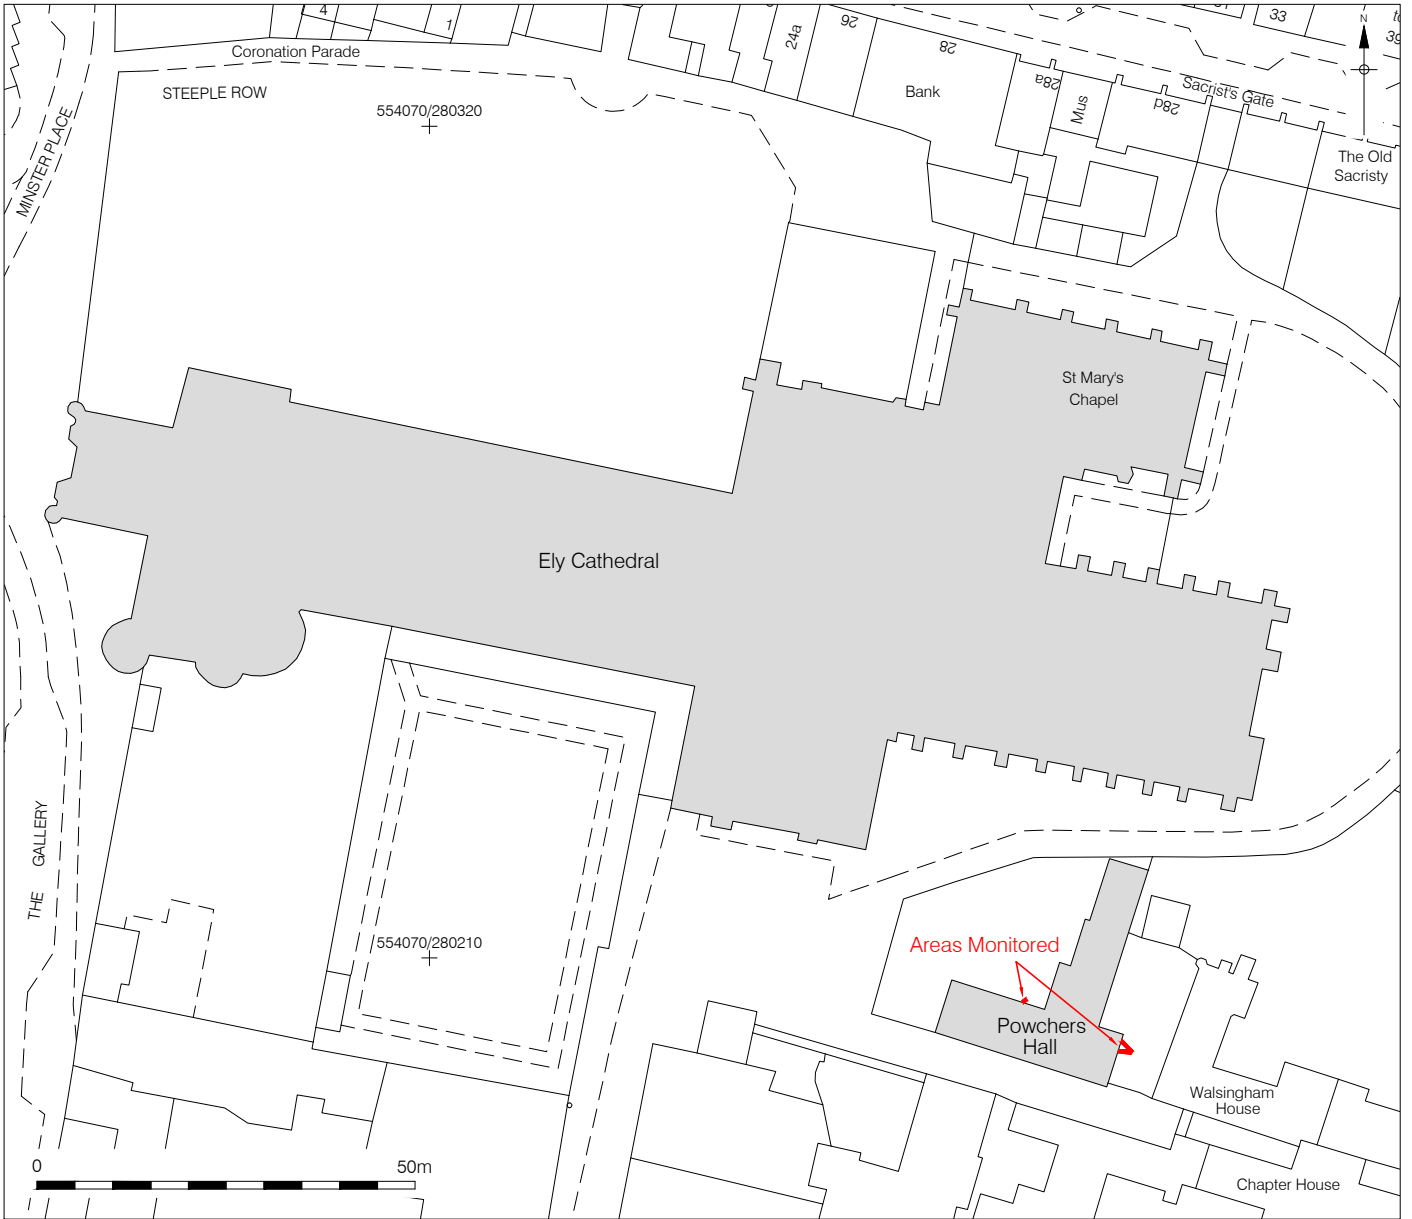 4
1
24a
26
28
33
N
39
Coronation Parade
STEEPLE ROW
554070/280320
Bank
28a
Mus
28d
Sacrist's Gate
The Old
Sacristy
MINSTER PLACE
St Mary's
Chapel
Ely Cathedral
THE GALLERY
554070/280210
Areas Monitored
Powchers
Hall
Walsingham
House
Chapter House
0 50m